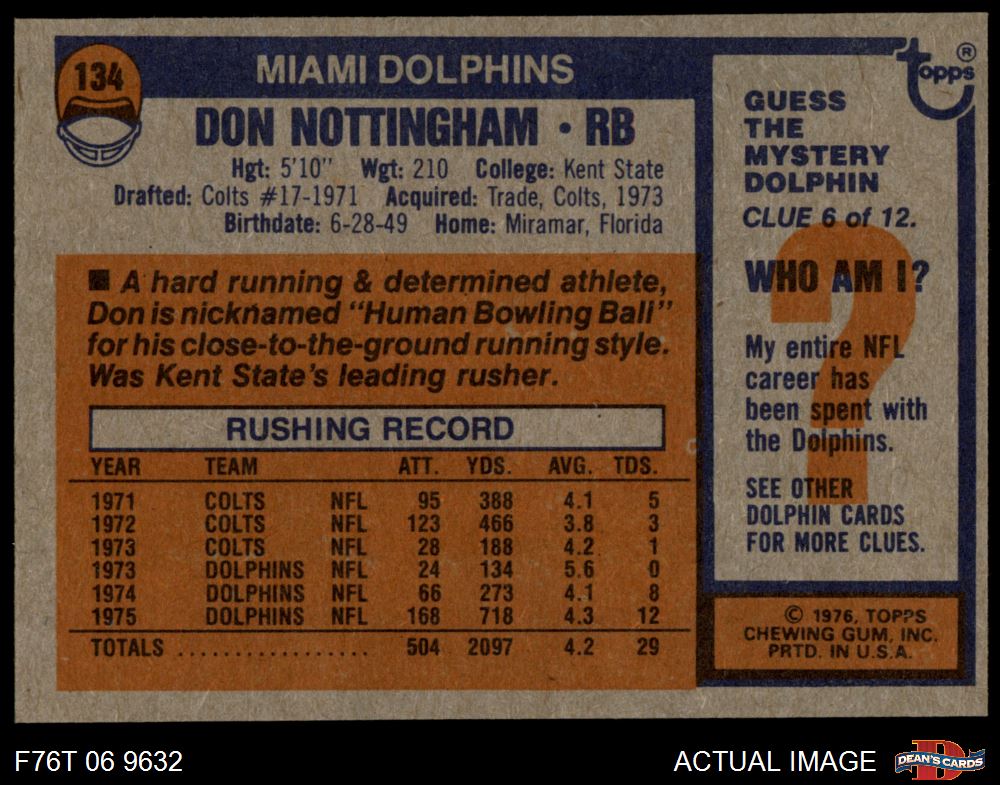 134
MIAMI DOLPHINS
DON NOTTINGHAM • RB
Hgt: 5'10" Wgt: 210 College: Kent State
Drafted: Colts #17-1971 Acquired: Trade, Colts, 1973
Birthdate: 6-28-49 Home: Miramar, Florida
■ A hard running & determined athlete,
Don is nicknamed "Human Bowling Ball"
for his close-to-the-ground running style.
Was Kent State's leading rusher.
RUSHING RECORD
YEAR TEAM ATT. YDS. AVG. TDS.
1971 COLTS NFL 95 388 4.1 5
1972 COLTS NFL 123 466 3.8 3
1973 COLTS NFL 28 188 4.2 1
1973 DOLPHINS NFL 24 134 5.6 0
1974 DOLPHINS NFL 66 273 4.1 8
1975 DOLPHINS NFL 168 718 4.3 12
TOTALS ................. 504 2097 4.2 29
Topps ®
GUESS
THE
MYSTERY
DOLPHIN
CLUE 6 of 12.
?
WHO AM I?
My entire NFL
career has
been spent with
the Dolphins.
SEE OTHER
DOLPHIN CARDS
FOR MORE CLUES.
© 1976, TOPPS
CHEWING GUM, INC.
PRTD. IN U.S.A.
F76T 06 9632
ACTUAL IMAGE
D
DEAN'S CARDS